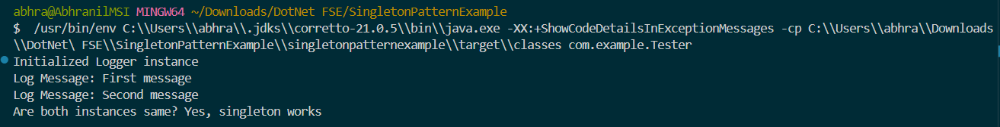 abhra@AbhranilMSI MINGW64 ~/Downloads/DotNet FSE/SingletonPatternExample
$  /usr/bin/env C:\\Users\\abhra\\.jdks\\corretto-21.0.5\\bin\\java.exe -XX:+ShowCodeDetailsInExceptionMessages -cp C:\\Users\\abhra\\Downloads
\\DotNet\ FSE\\SingletonPatternExample\\singletonpatternexample\\target\\classes com.example.Tester
Initialized Logger instance
Log Message: First message
Log Message: Second message
Are both instances same? Yes, singleton works